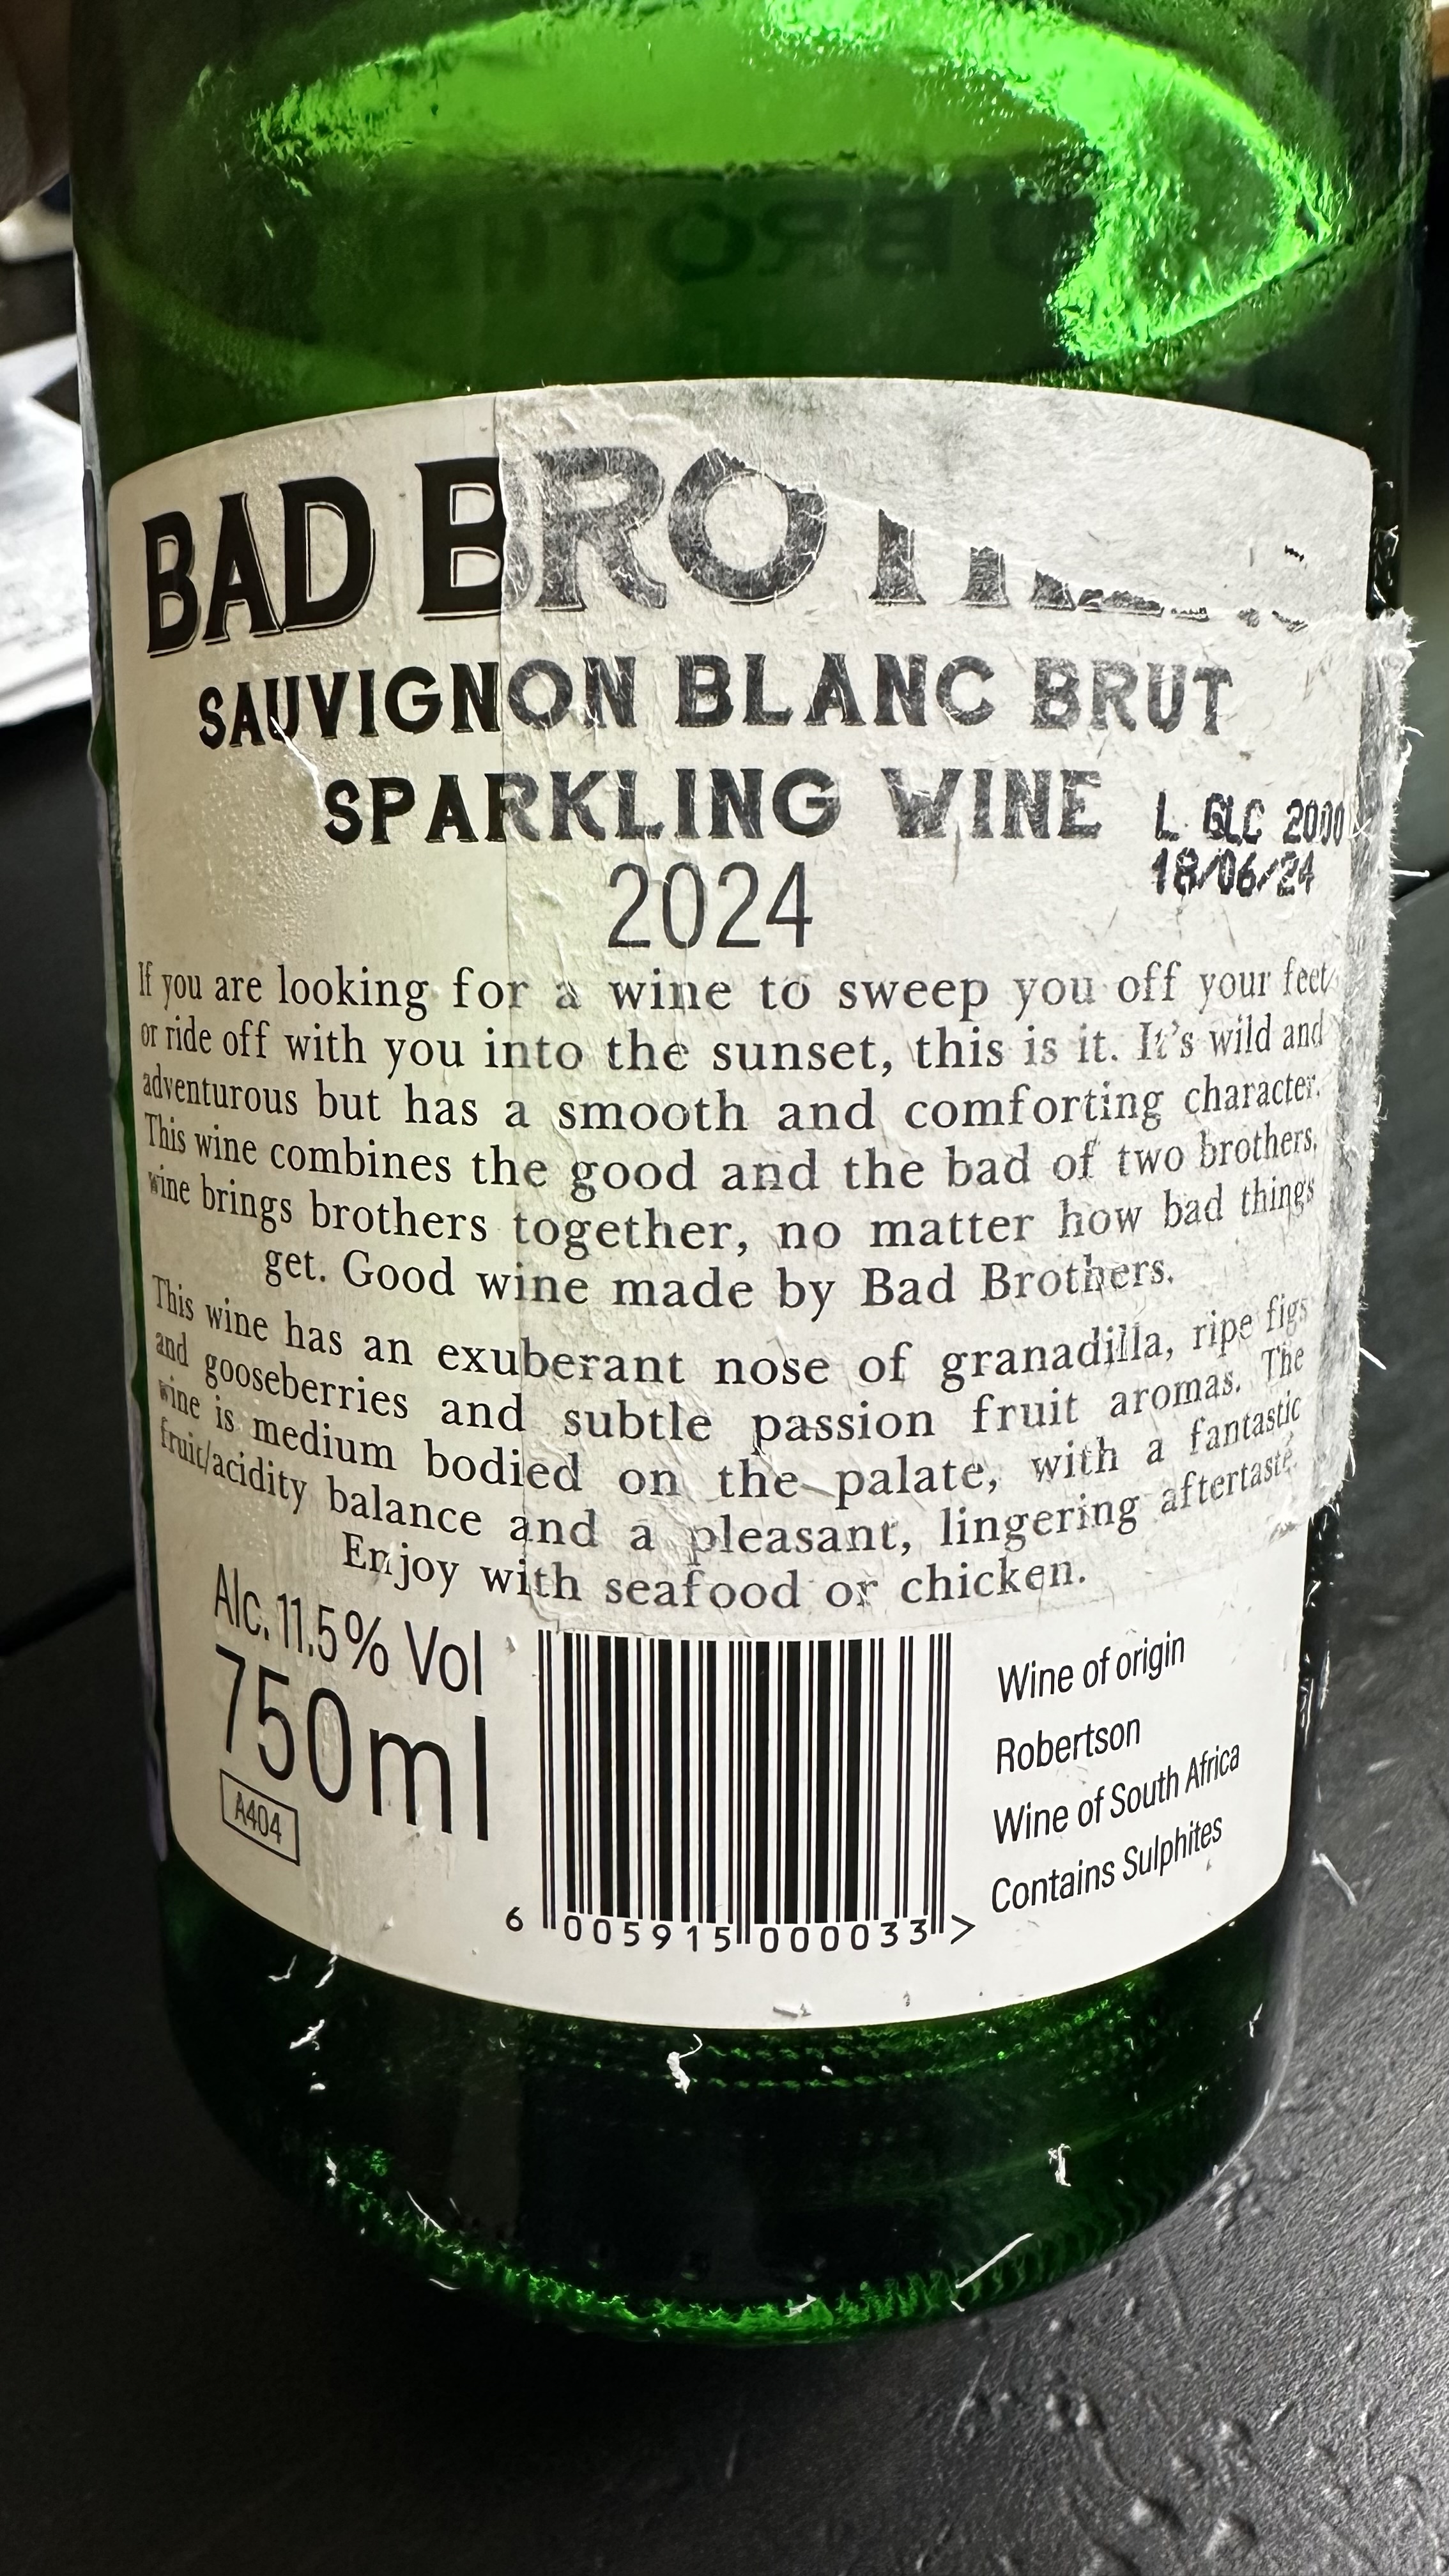 BAD BRO
SAUVIGNON BLANC BRUT
SPARKLING WINE
L GLC 2000
18/06/24
2024
If you are looking for a wine to sweep you off your feet
or ride off with you into the sunset, this is it. It's wild and
adventurous but has a smooth and comforting character.
This wine combines the good and the bad of two brothers,
wine brings brothers together, no matter how bad things
get. Good wine made by Bad Brothers.
This wine has an exuberant nose of granadilla, ripe figs
and gooseberries and subtle passion fruit aromas. The
wine is medium bodied on the palate, with a fantastic
fruit/acidity balance and a pleasant, lingering aftertaste.
Enjoy with seafood or chicken.
Alc. 11.5% Vol
750ml
A404
6 005915 000033 >
Wine of origin
Robertson
Wine of South Africa
Contains Sulphites